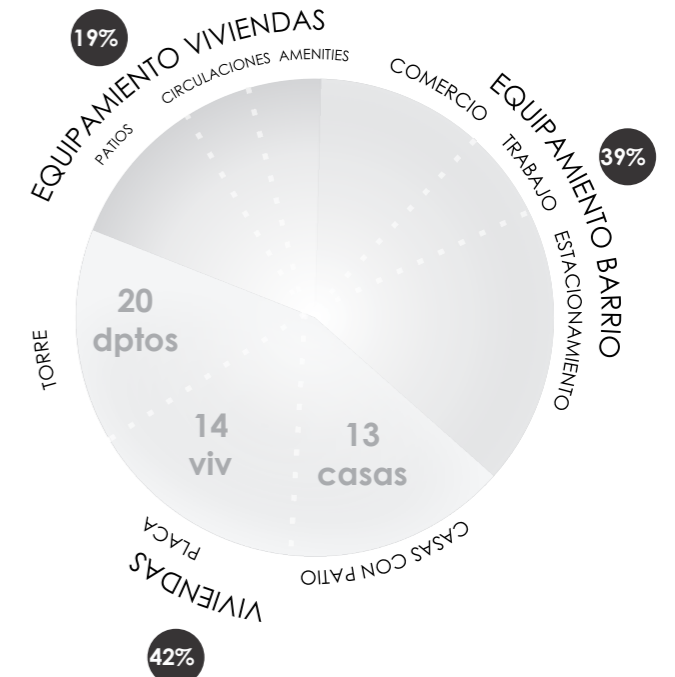 19%
EQUIPAMIENTO VIVIENDAS
PATIOS
CIRCULACIONES
AMENITIES
COMERCIO
TRABAJO
ESTACIONAMIENTO
EQUIPAMIENTO BARRIO
39%
20
dptos
14
viv
13
casas
TORRE
PLACA
CASAS CON PATIO
VIVIENDAS
42%